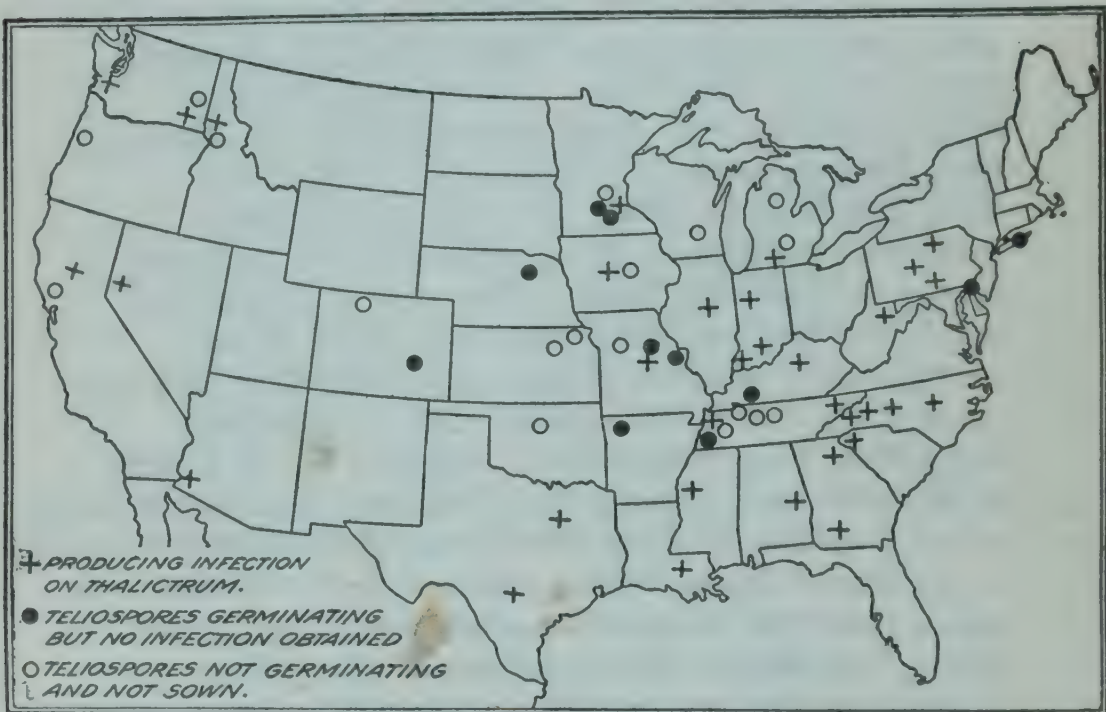 + PRODUCING INFECTION
ON THALICTRUM.
● TELIOSPORES GERMINATING
BUT NO INFECTION OBTAINED
○ TELIOSPORES NOT GERMINATING
AND NOT SOWN.